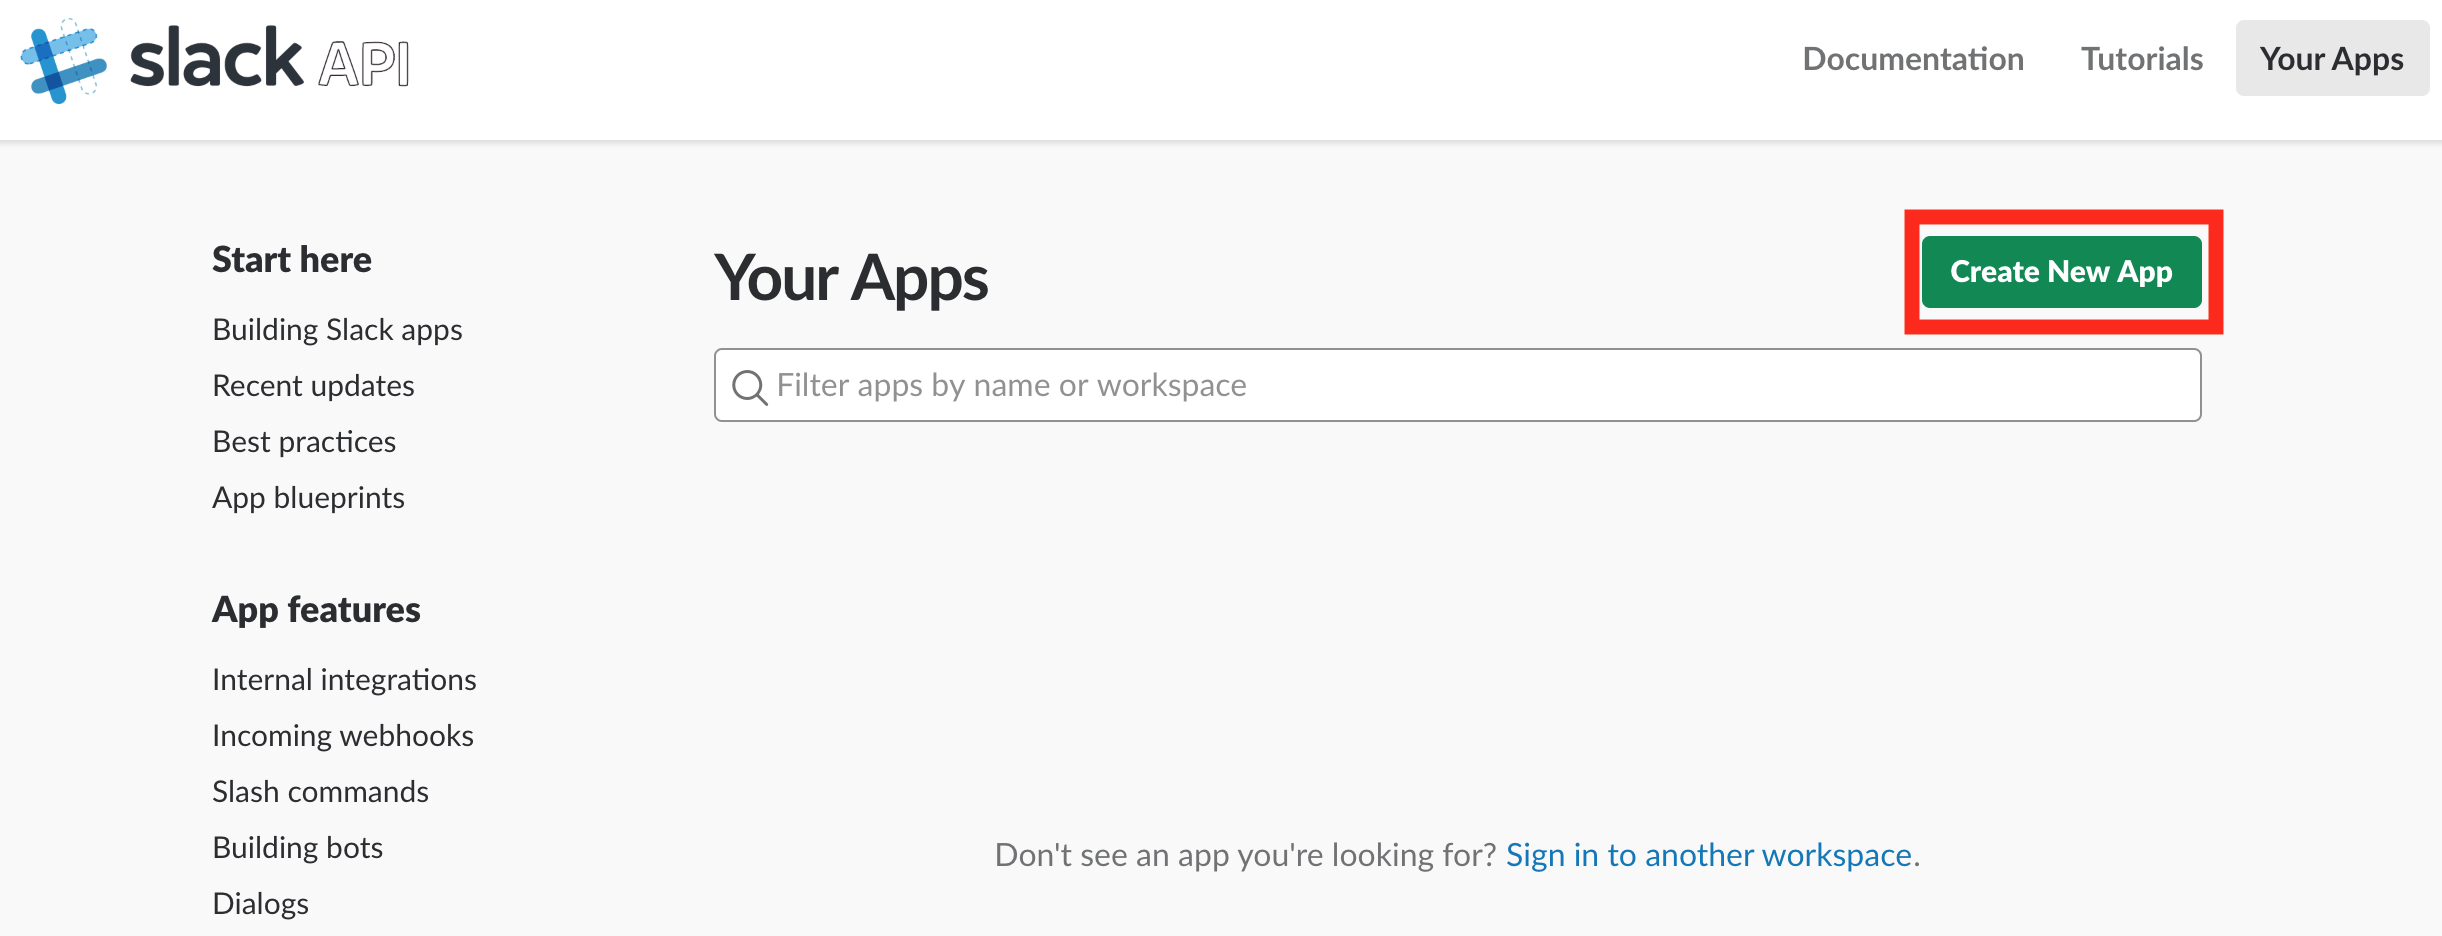 slack API
Documentation
Tutorials
Your Apps
Start here
Building Slack apps
Recent updates
Best practices
App blueprints
App features
Internal integrations
Incoming webhooks
Slash commands
Building bots
Dialogs
Your Apps
Create New App
Filter apps by name or workspace
Don't see an app you're looking for? Sign in to another workspace.